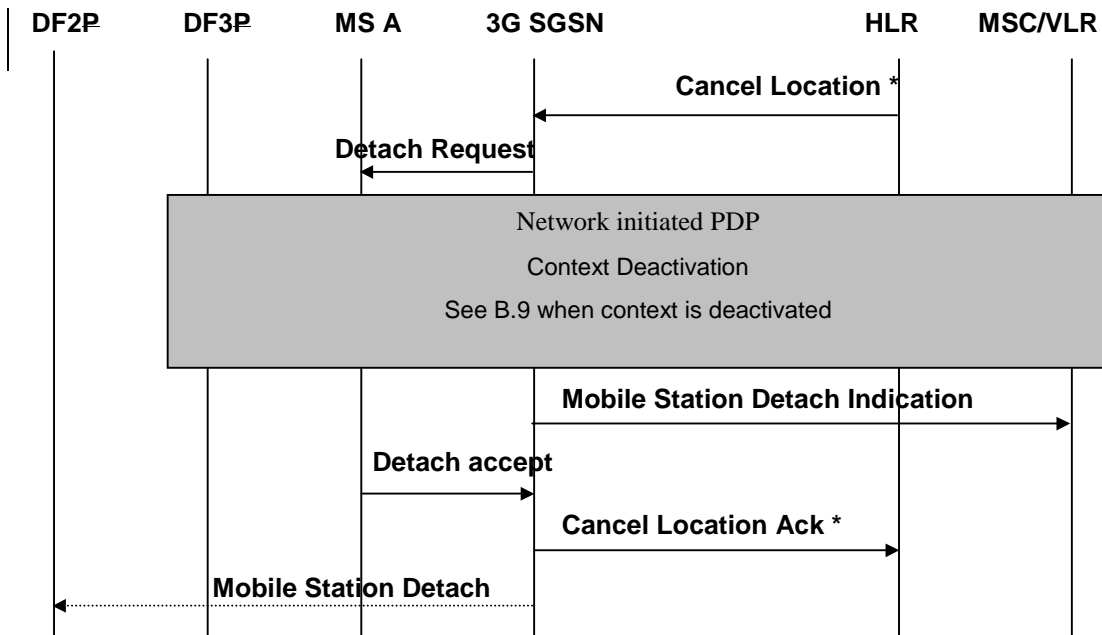 DF2P DF3P MS A 3G SGSN HLR MSC/VLR
Cancel Location *
Detach Request
Network initiated PDP
Context Deactivation
See B.9 when context is deactivated
Mobile Station Detach Indication
Detach accept
Cancel Location Ack *
Mobile Station Detach